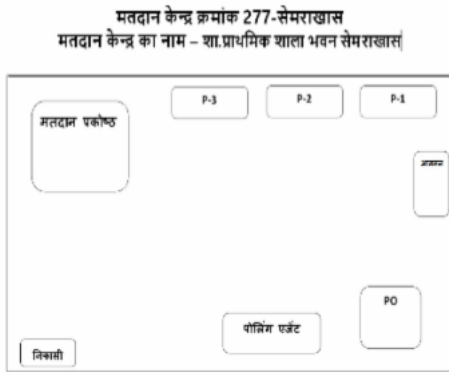 मतदान केन्द्र क्रमांक 277-सेमराखास
मतदान केन्द्र का नाम – शा.प्राथमिक शाला भवन सेमराखास
P-3 P-2 P-1
मतदान प्रकोष्ठ
आगमन
PO
पोलिंग एजेंट
निकासी